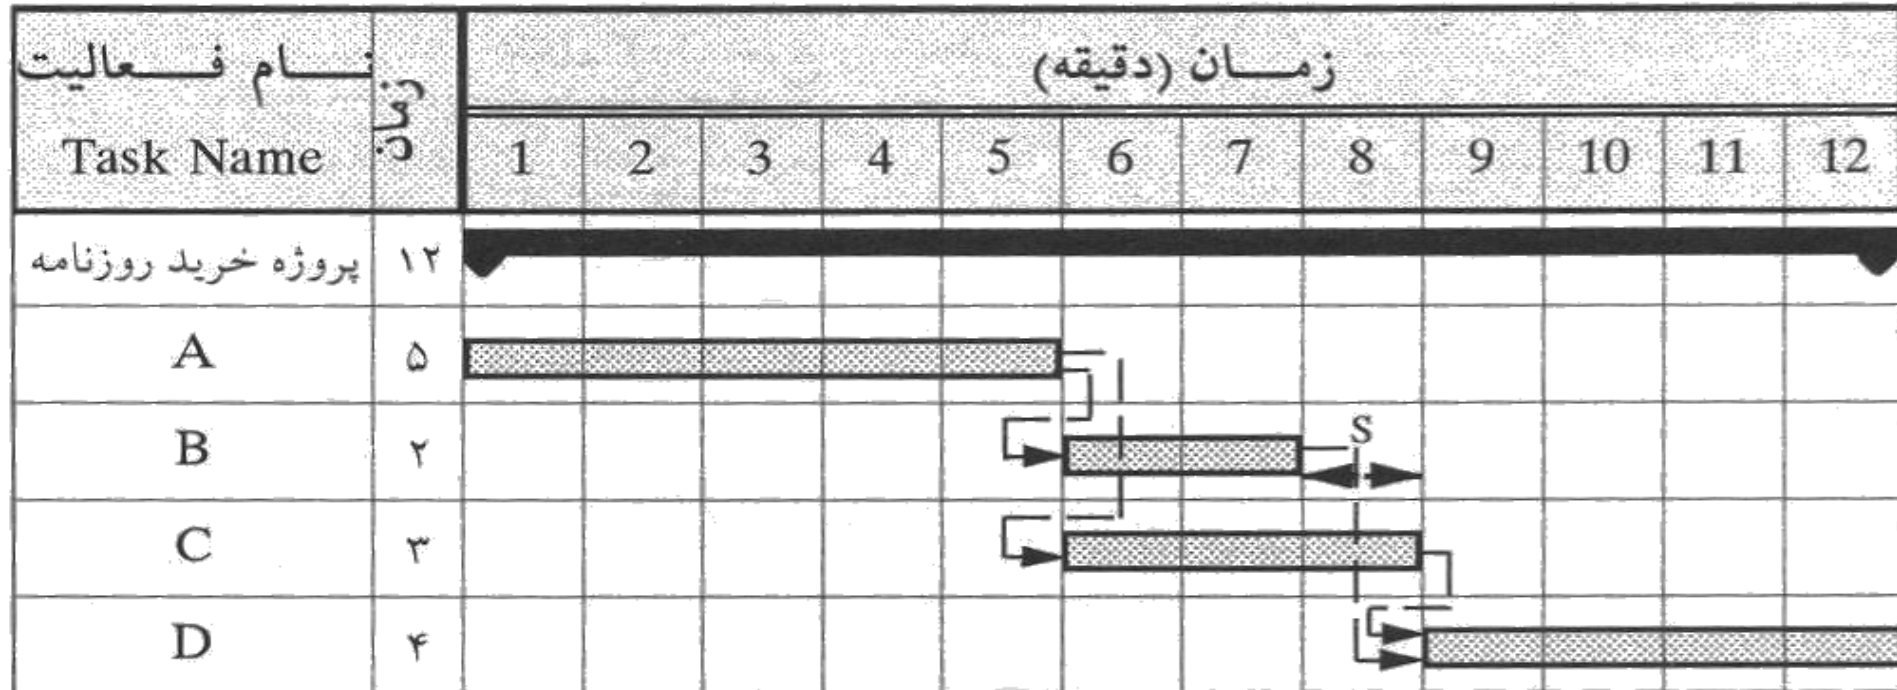 نام فعالیت
Task Name
زمان
زمان (دقیقه)
1 2 3 4 5 6 7 8 9 10 11 12
پروژه خرید روزنامه ۱۲
A ۵
B ۲
S
C ۳
D ۴